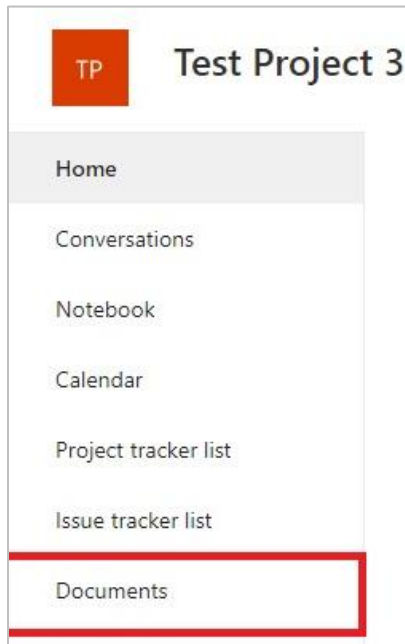 TP
Test Project 3
Home
Conversations
Notebook
Calendar
Project tracker list
Issue tracker list
Documents